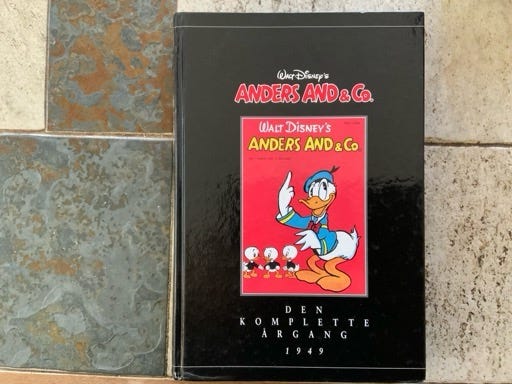 Walt Disney's
ANDERS AND & Co.
WALT DISNEY'S
ANDERS AND & Co
DEN
KOMPLETTE
ÅRGANG
1949